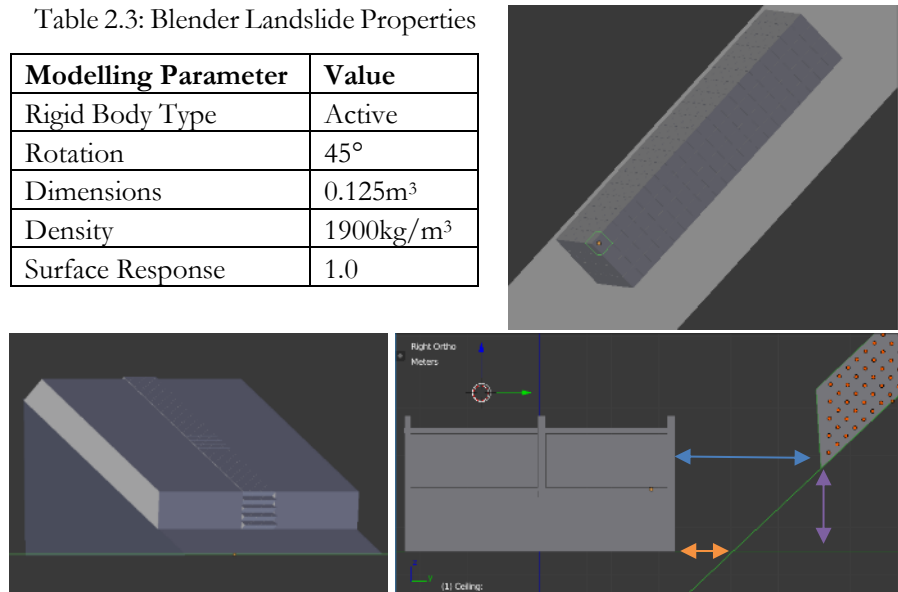 Table 2.3: Blender Landslide Properties
Modelling Parameter Value
Rigid Body Type Active
Rotation 45°
Dimensions 0.125m³
Density 1900kg/m³
Surface Response 1.0
Right Ortho
Meters
z
y
(1) Ceiling: